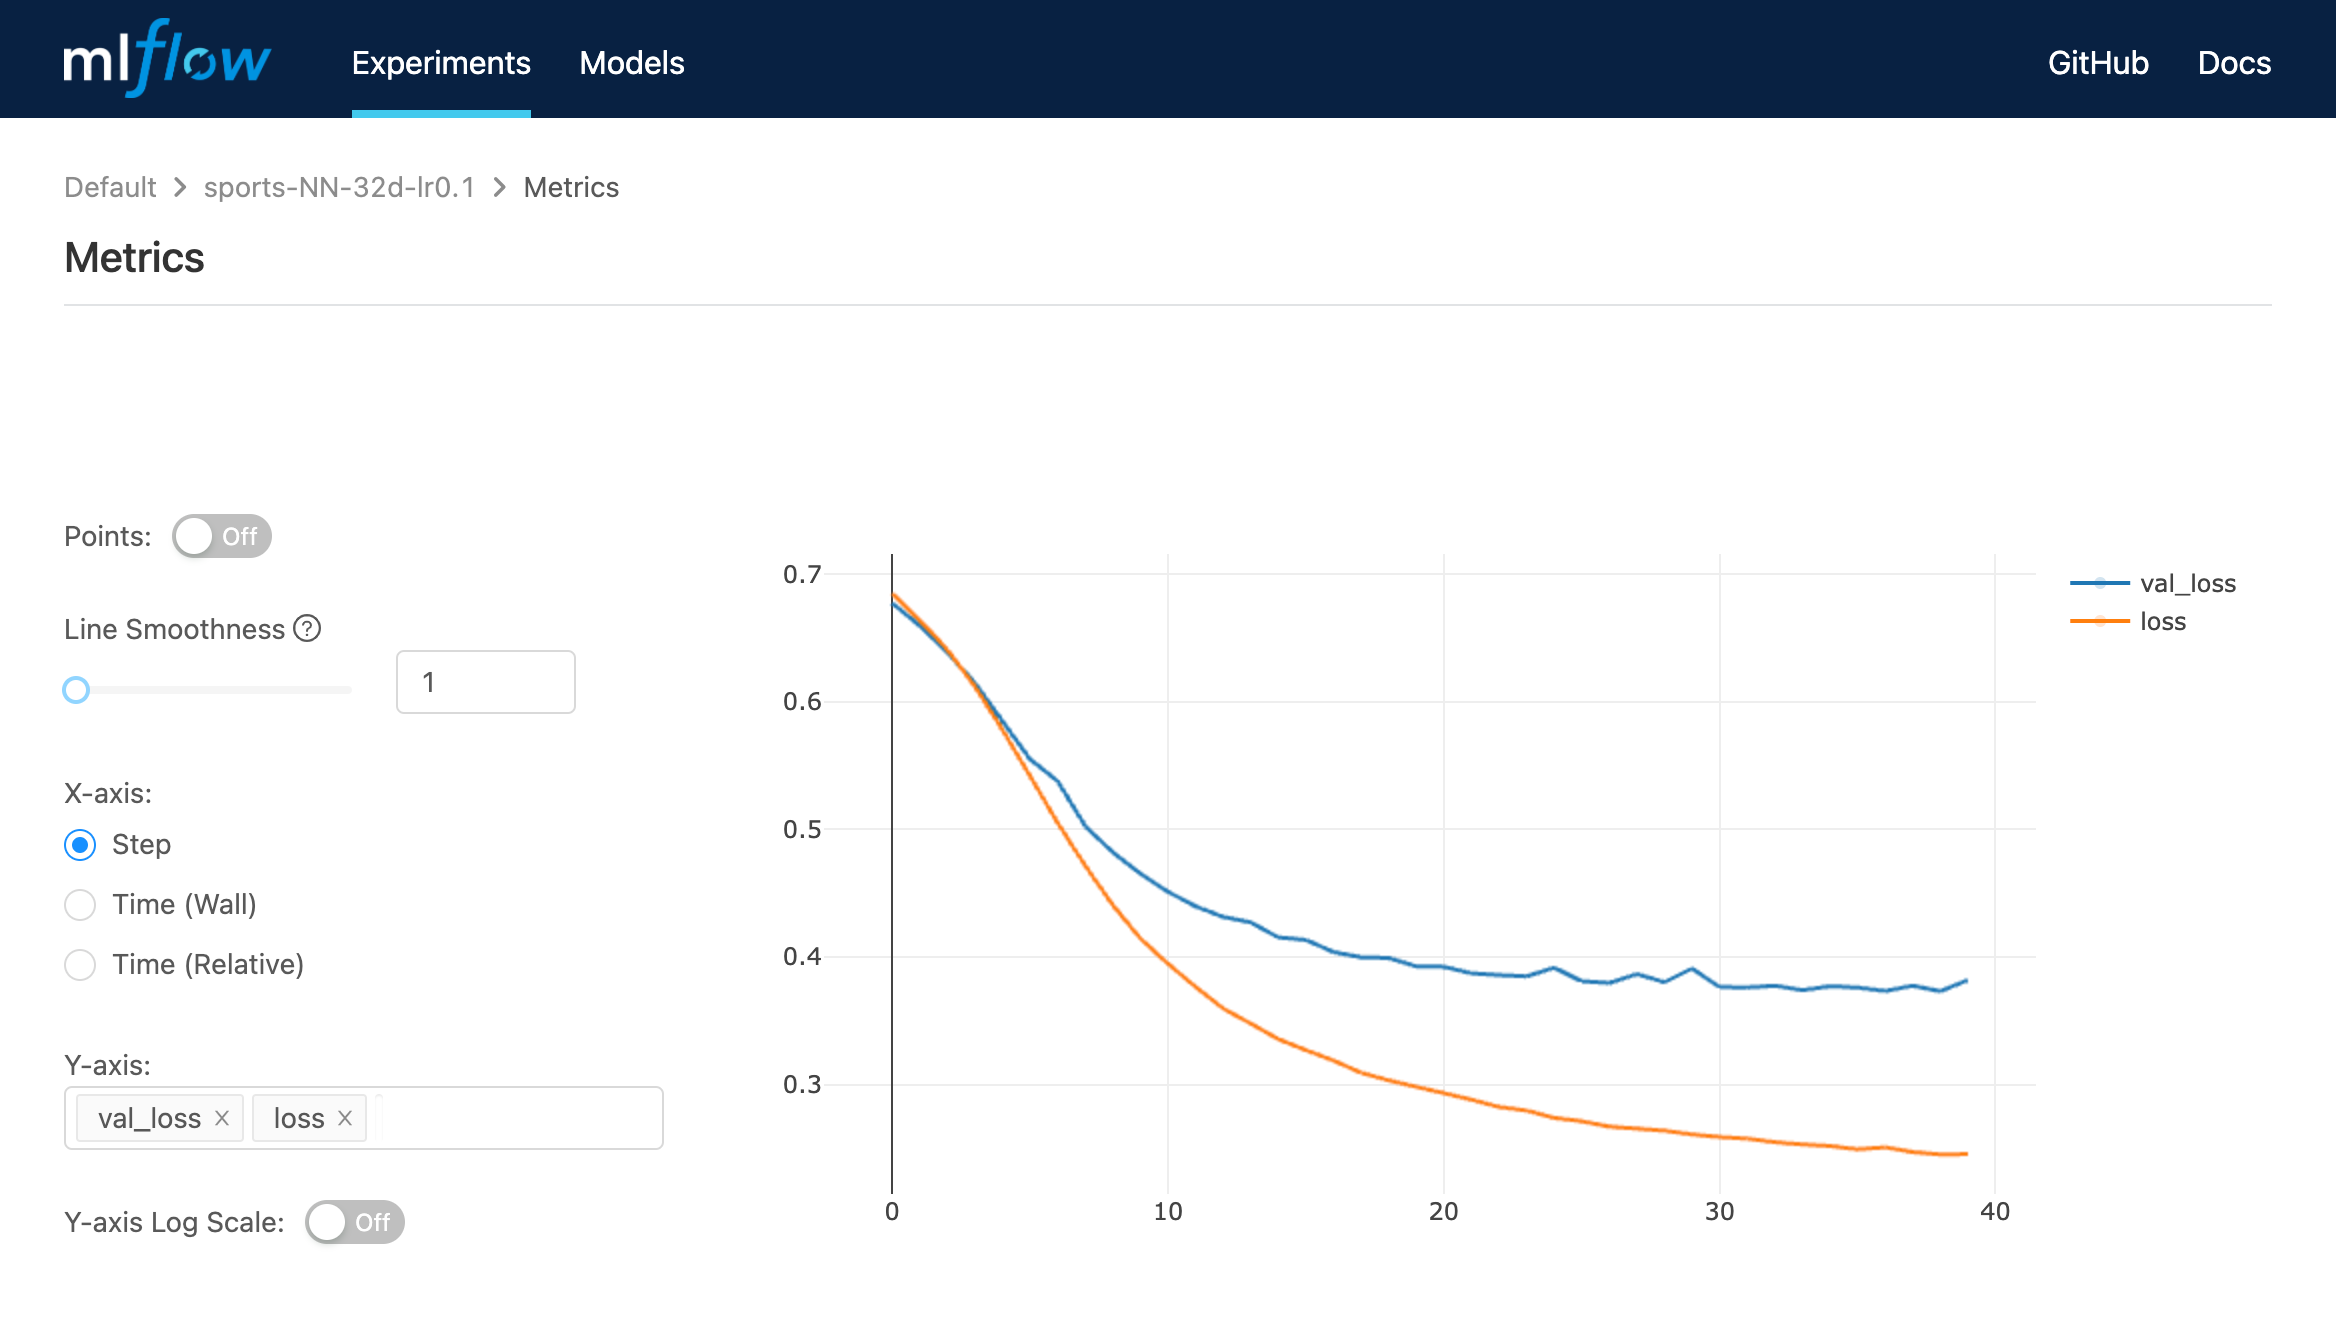 mlflow Experiments Models GitHub Docs
Default > sports-NN-32d-lr0.1 > Metrics
Metrics
Points: Off
Line Smoothness ?
1
X-axis:
Step
Time (Wall)
Time (Relative)
Y-axis:
val_loss × loss ×
Y-axis Log Scale: Off
0.7
0.6
0.5
0.4
0.3
0 10 20 30 40
val_loss
loss